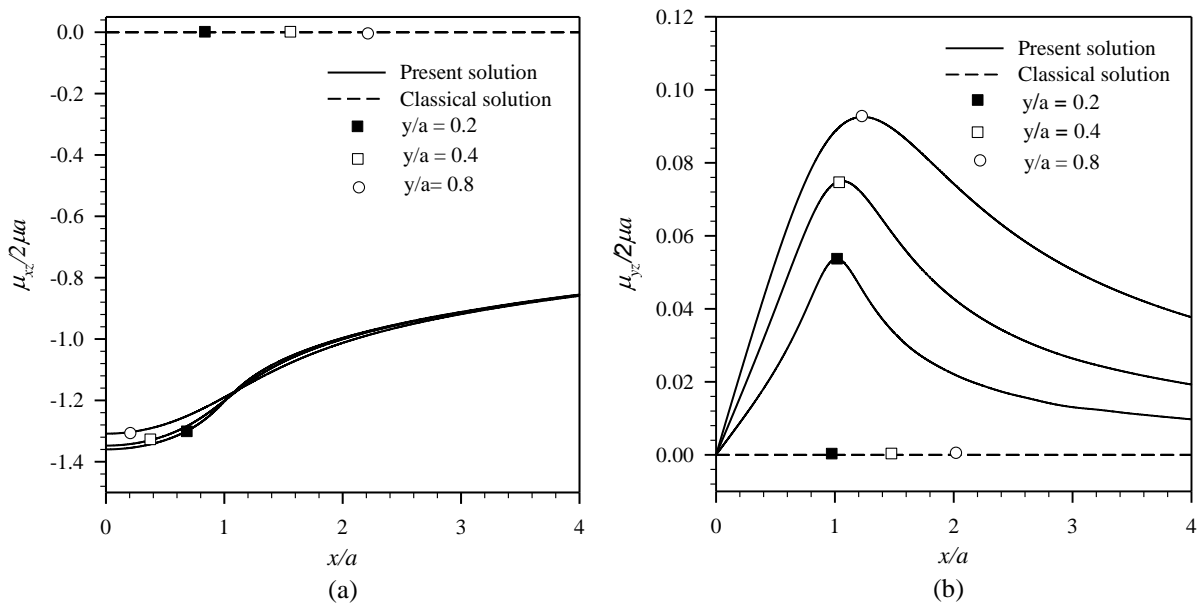 0.0
-0.2
-0.4
-0.6
-0.8
-1.0
-1.2
-1.4
μxz/2μa
Present solution
Classical solution
y/a = 0.2
y/a = 0.4
y/a= 0.8
0 1 2 3 4
x/a
(a)
0.12
0.10
0.08
0.06
0.04
0.02
0.00
μyz/2μa
Present solution
Classical solution
y/a = 0.2
y/a = 0.4
y/a = 0.8
0 1 2 3 4
x/a
(b)